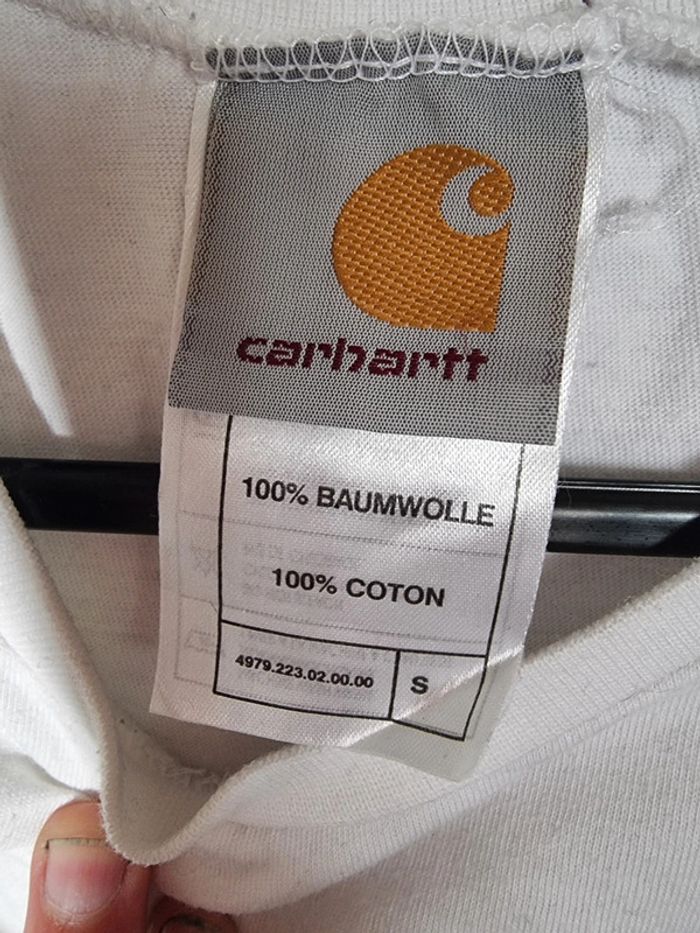 carhartt
100% BAUMWOLLE
100% COTON
4979.223.02.00.00
S